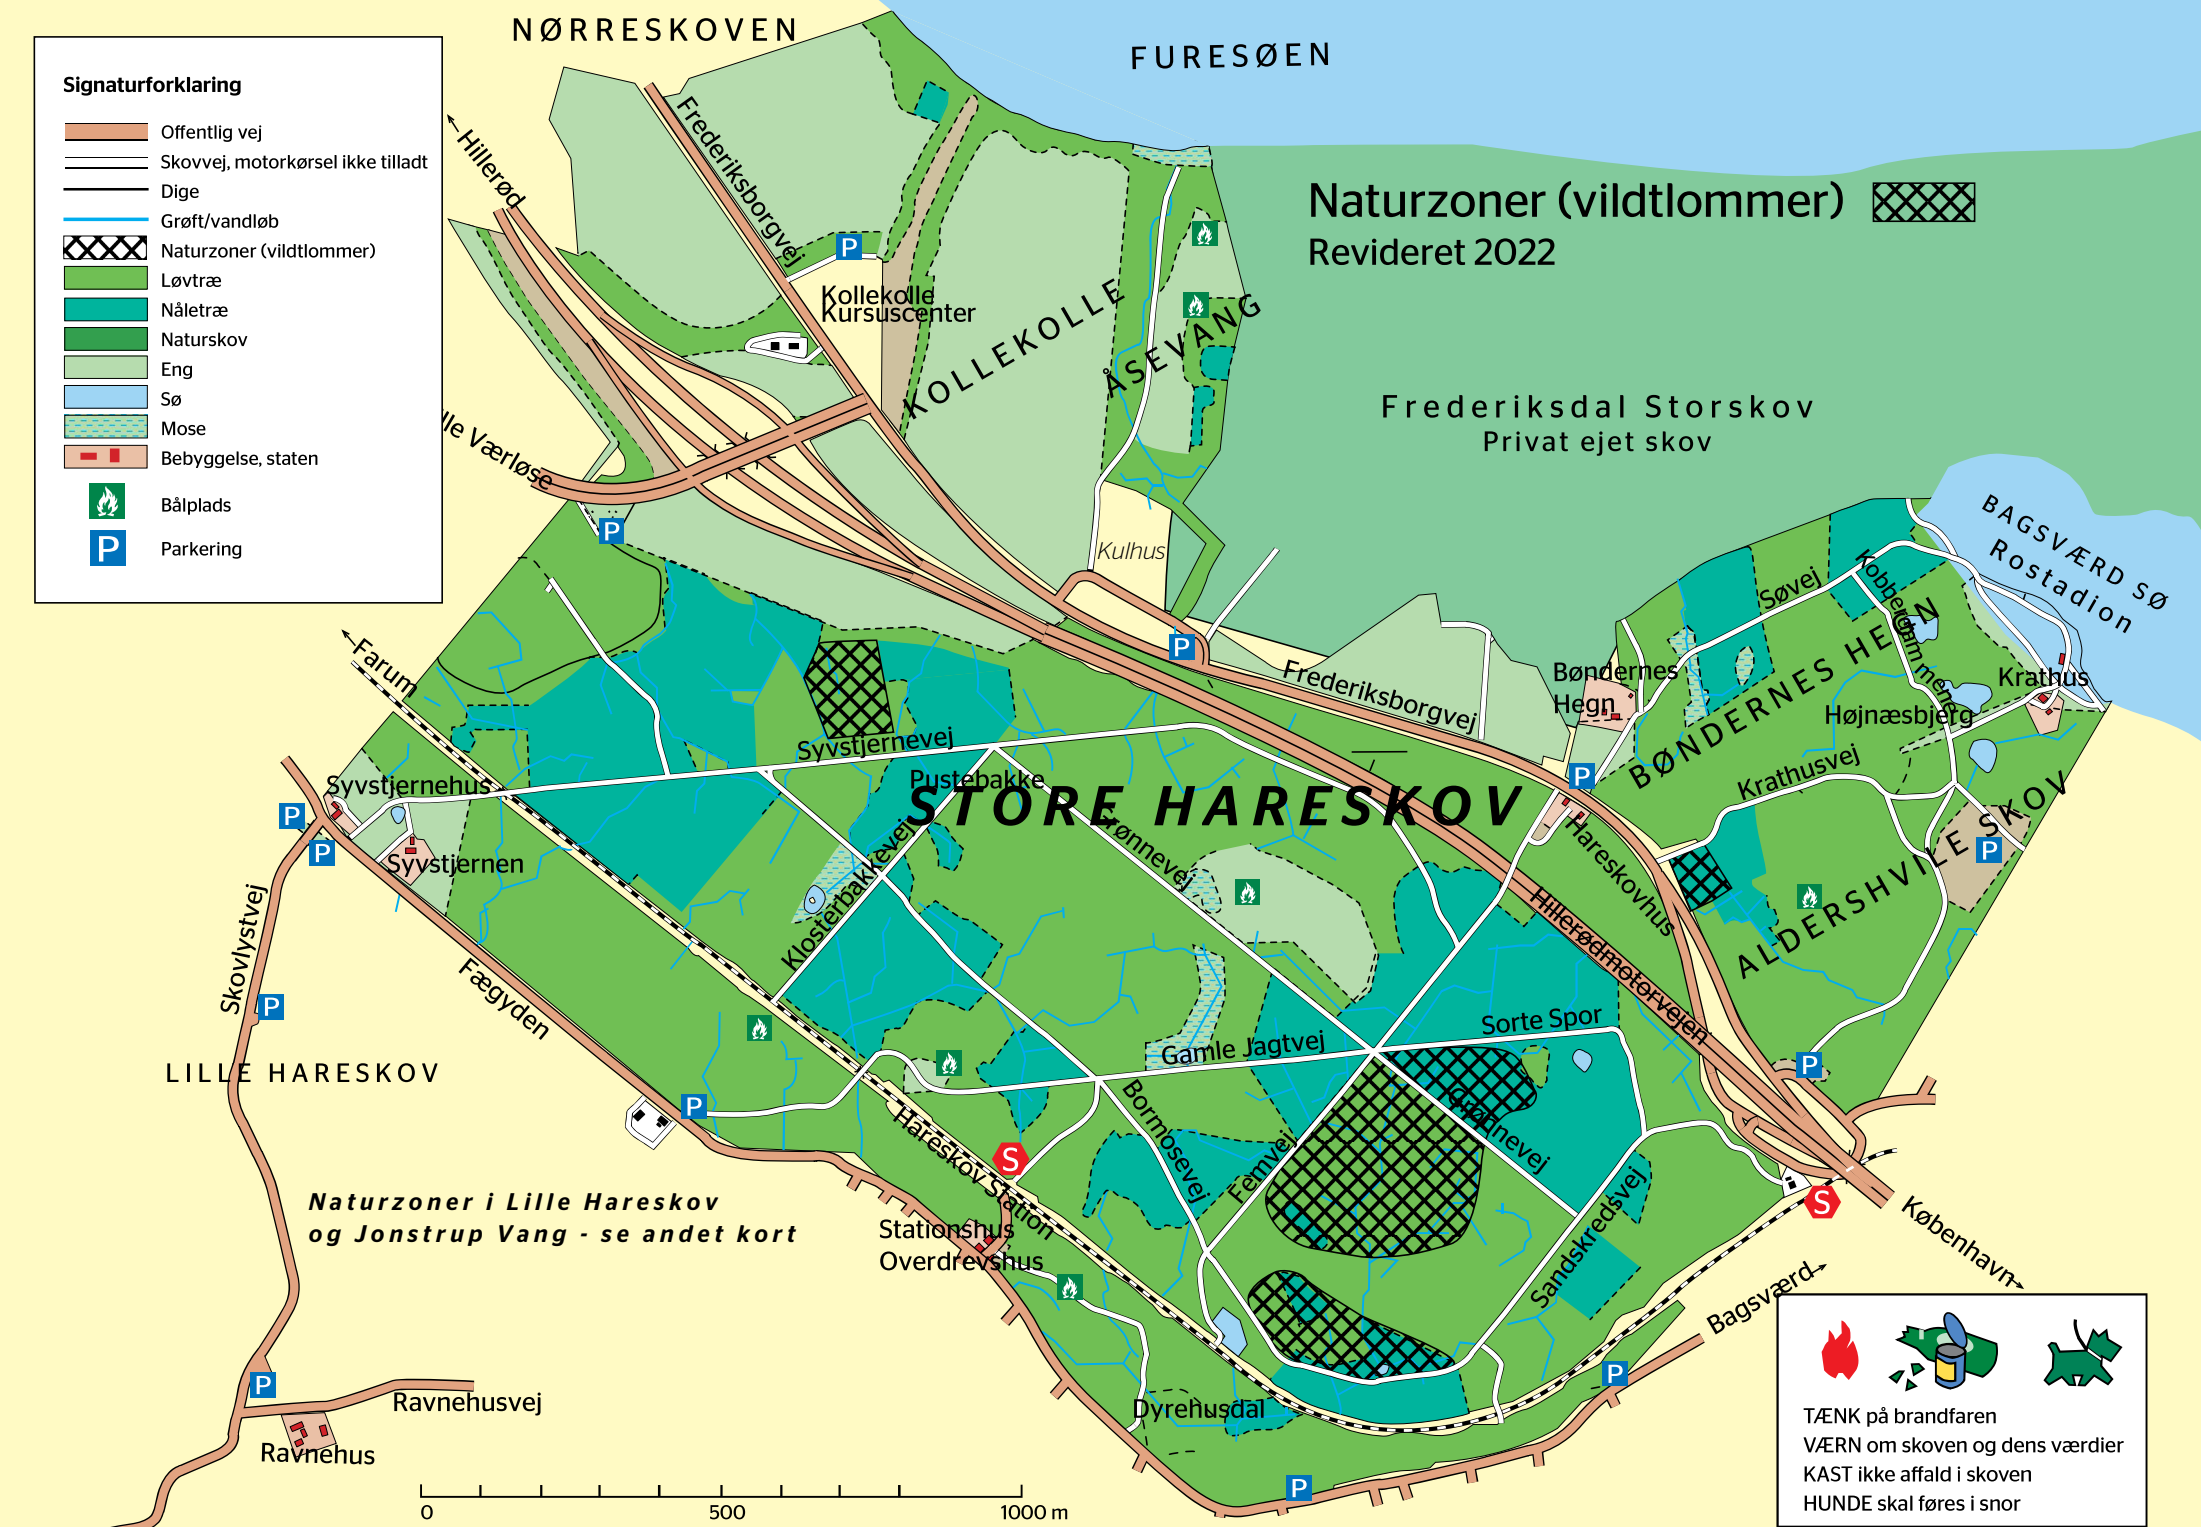 NØRRESKOVEN
FURESØEN
Signaturforklaring
Offentlig vej
Skovvej, motorkørsel ikke tilladt
Dige
Grøft/vandløb
Naturzoner (vildtlommer)
Løvtræ
Nåletræ
Naturskov
Eng
Sø
Mose
Bebyggelse, staten
Bålplads
P
Parkering
Naturzoner (vildtlommer)
Revideret 2022
Hillerød
Frederiksborgvej
P
Kollekolle
Kursuscenter
KOLLEKOLLE
ÅSEVANG
Frederiksdal Storskov
Privat ejet skov
lle Værløse
P
Kulhus
BAGSVÆRD SØ
Rostadion
Farum
P
Frederiksborgvej
Søvej
BØNDERNES HEGN
Bøndernes
Hegn
Krathus
Højnæsbjerg
Krathusvej
P
Syvstjernevej
Pustebakke
STORE HARESKOV
Syvstjernehus
Syvstjernen
P
P
Klosterbakkevej
Grønnevej
Hareskovhus
Hillerødmotorvejen
ALDERSHVILE SKOV
P
Skovlystvej
P
Fægyden
LILLE HARESKOV
Gamle Jagtvej
Sorte Spor
P
P
Bormosevej
Femvej
Grønnevej
Sandskredsvej
Hareskov Station
S
S
Naturzoner i Lille Hareskov
og Jonstrup Vang - se andet kort
Stationshus
Overdrevshus
København
Bagsværd
P
Dyrehusdal
P
P
Ravnehusvej
Ravnehus
0
500
1000 m
TÆNK på brandfaren
VÆRN om skoven og dens værdier
KAST ikke affald i skoven
HUNDE skal føres i snor